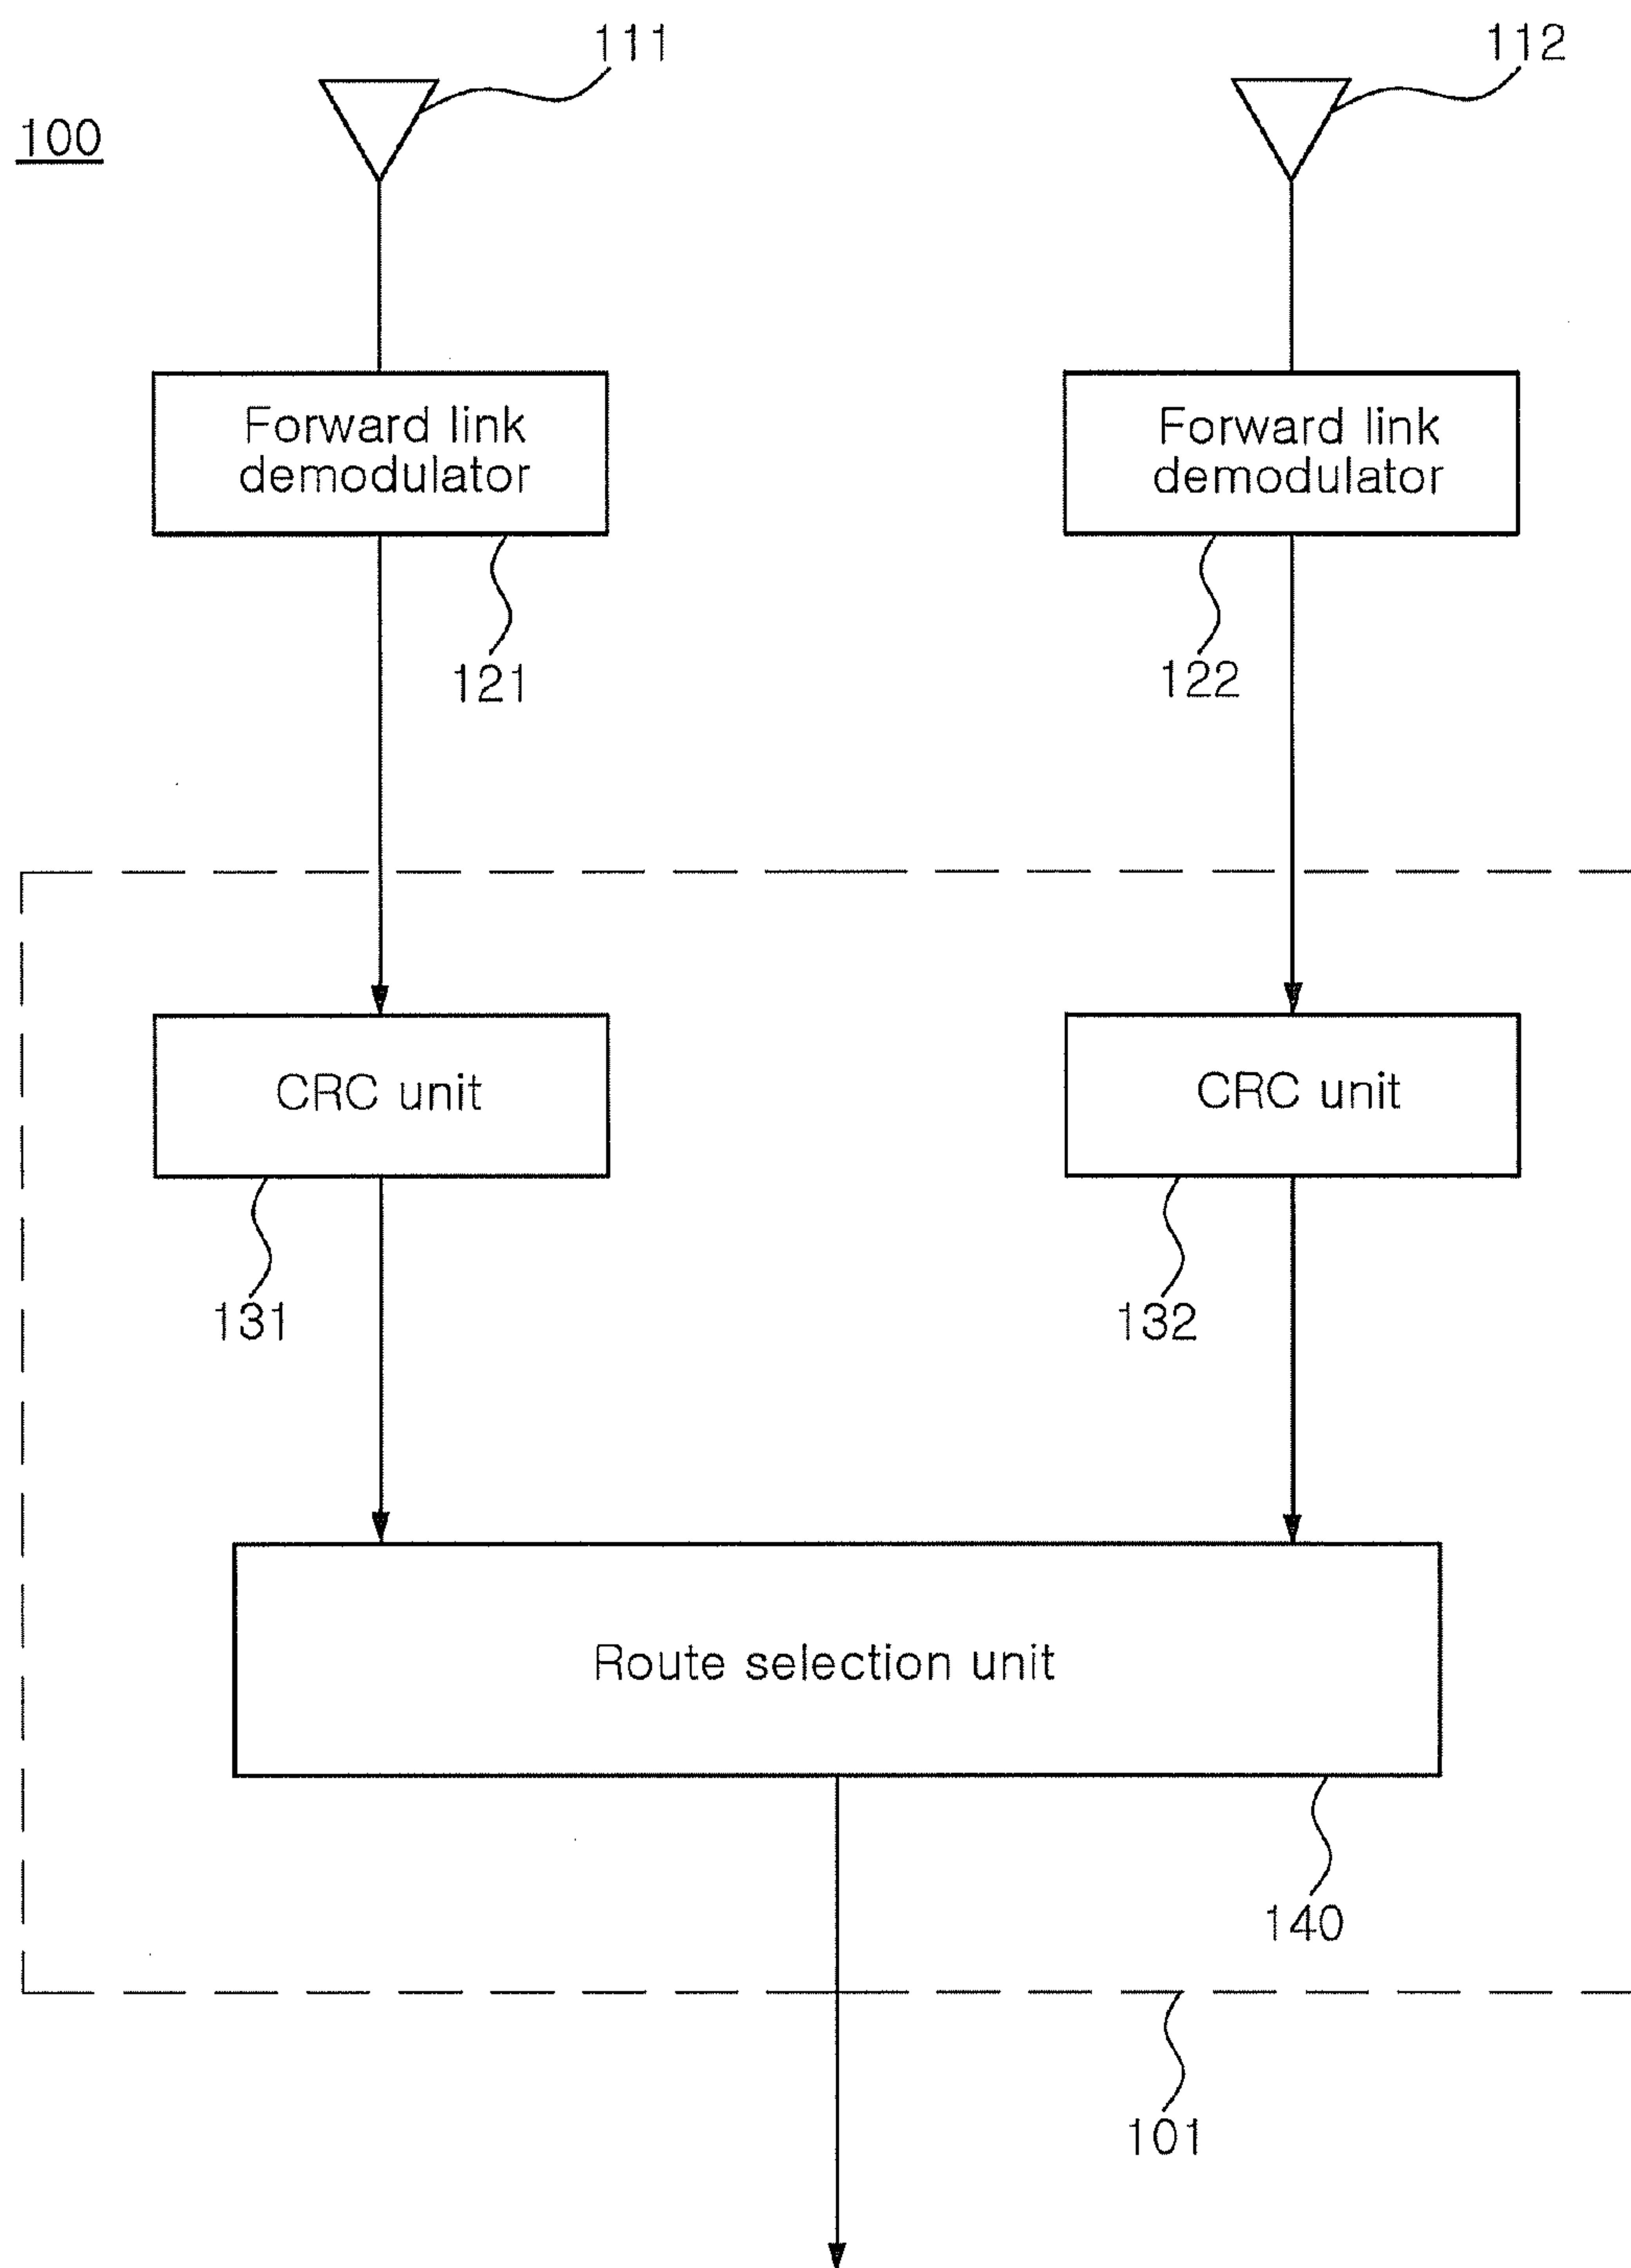 111
112
100
Forward link
demodulator
Forward link
demodulator
121
122
CRC unit
CRC unit
131
132
Route selection unit
140
101